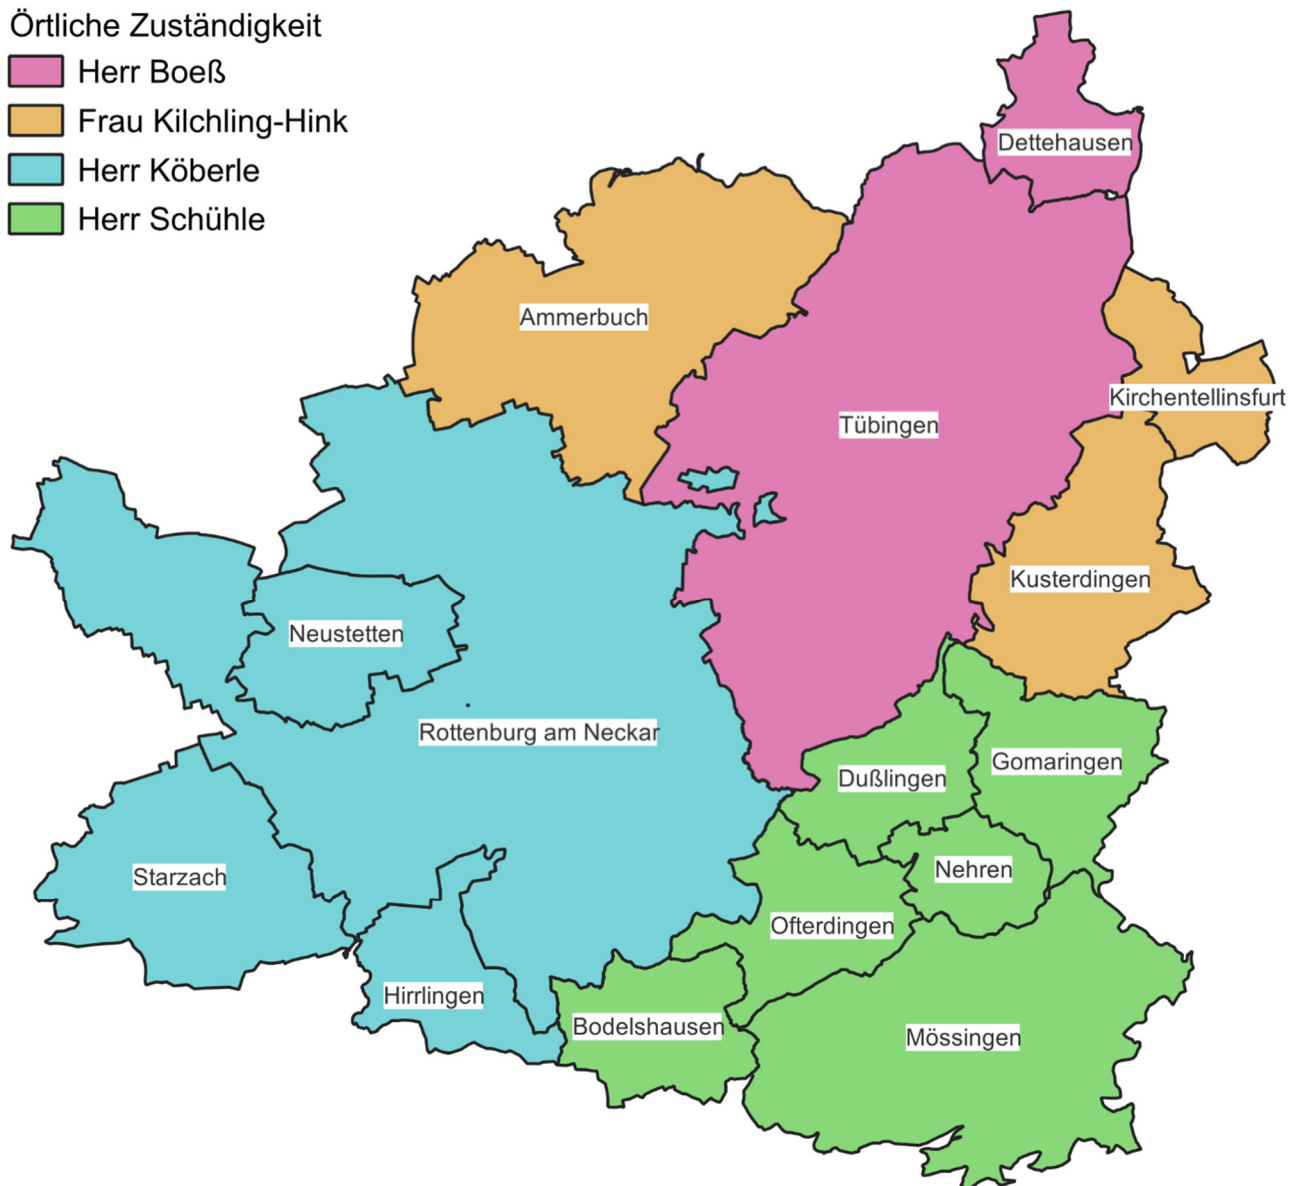 Örtliche Zuständigkeit
Herr Boeß
Frau Kilchling-Hink
Herr Köberle
Herr Schühle
Dettehausen
Ammerbuch
Kirchentellinsfurt
Tübingen
Kusterdingen
Neustetten
Rottenburg am Neckar
Gomaringen
Dußlingen
Nehren
Starzach
Ofterdingen
Hirrlingen
Bodelshausen
Mössingen